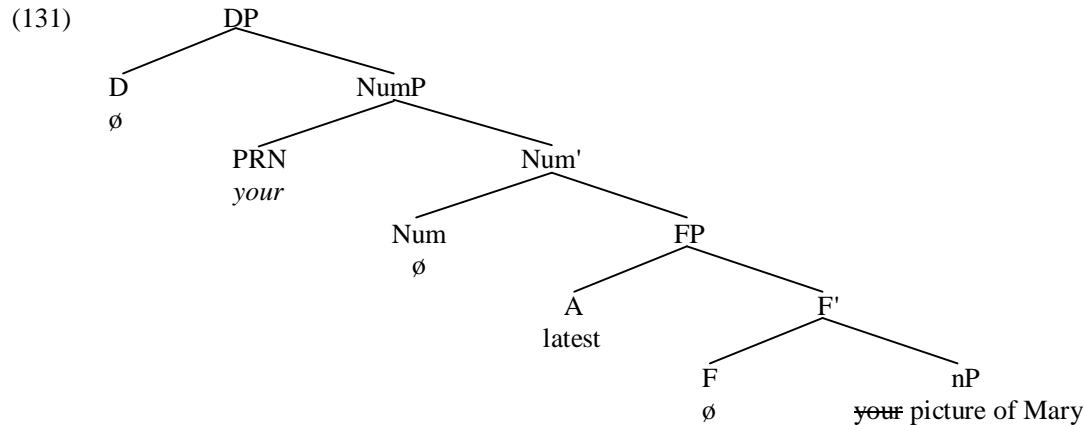 (131) DP
D NumP
ø
PRN Num'
your
Num FP
ø
A F'
latest
F nP
ø your picture of Mary